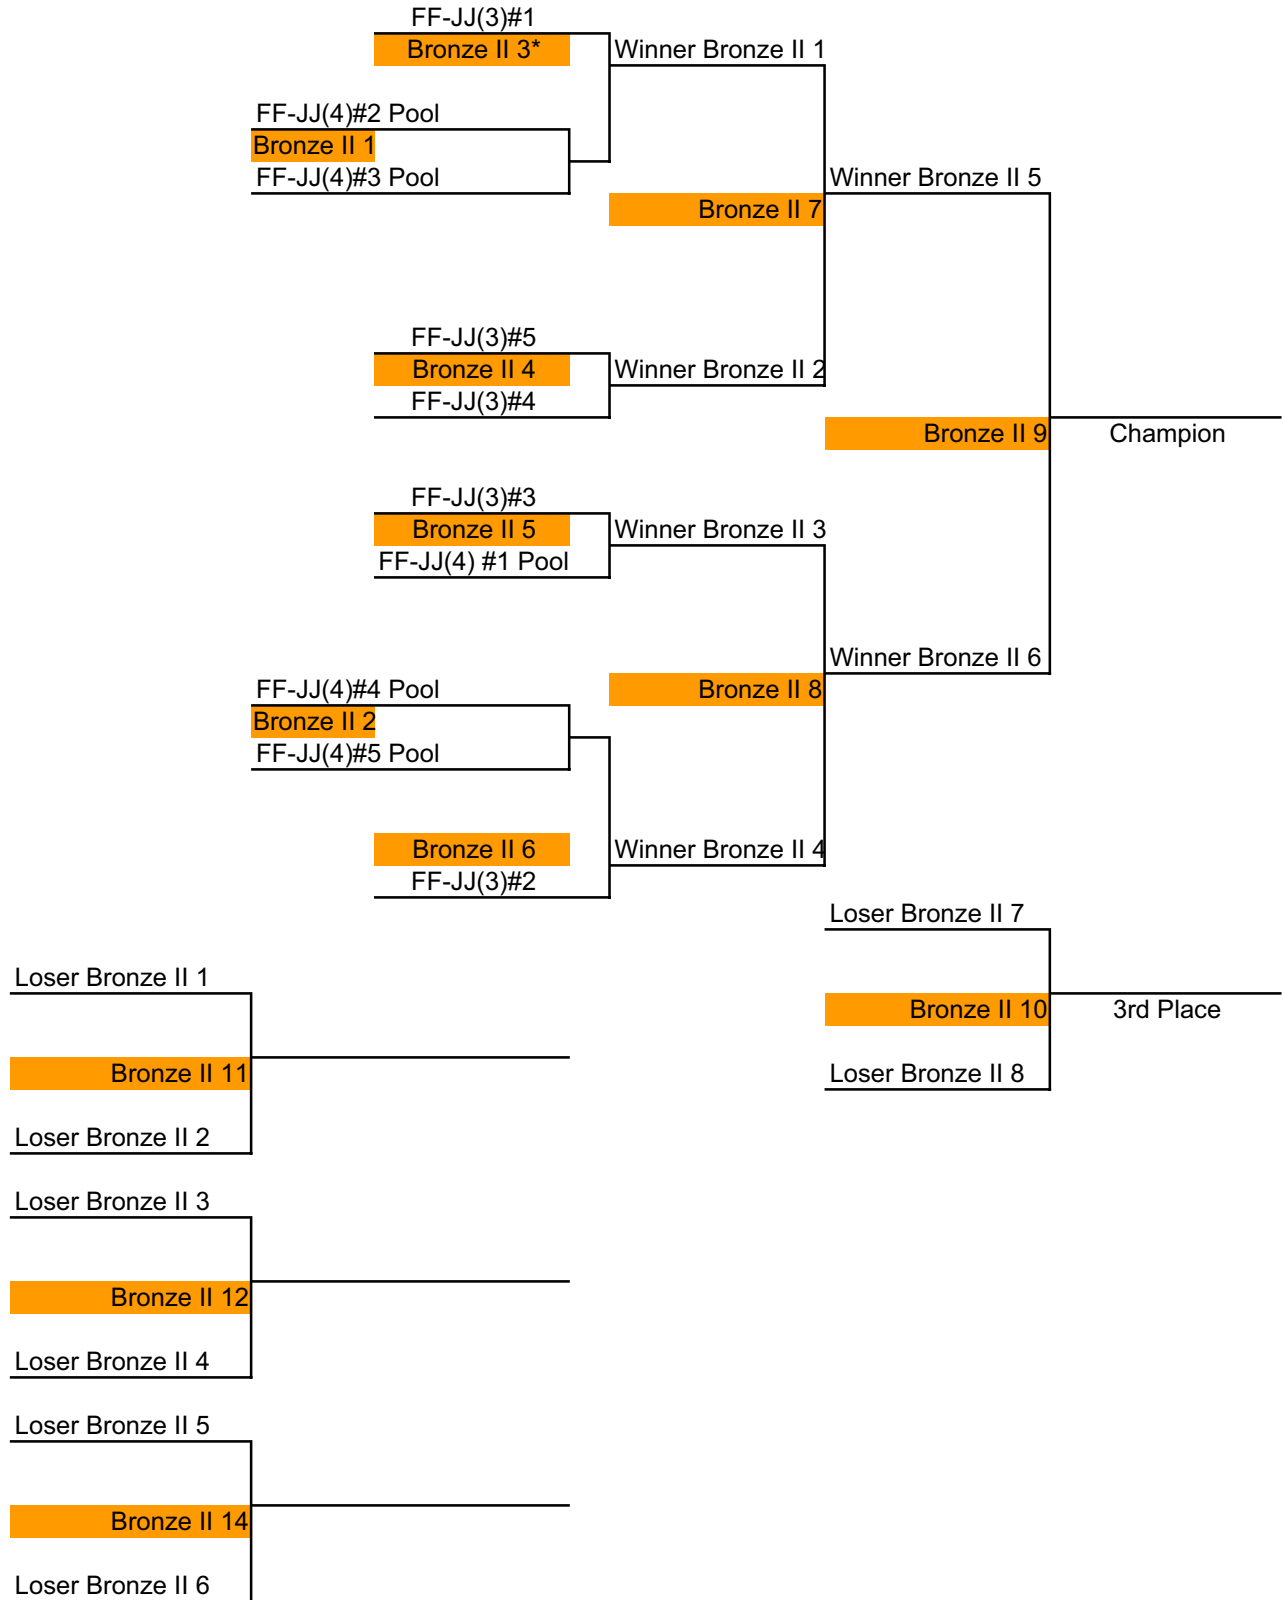 FF-JJ(3)#1
Bronze II 3*
Winner Bronze II 1
FF-JJ(4)#2 Pool
Bronze II 1
FF-JJ(4)#3 Pool
Winner Bronze II 5
Bronze II 7
FF-JJ(3)#5
Bronze II 4
Winner Bronze II 2
FF-JJ(3)#4
Bronze II 9
Champion
FF-JJ(3)#3
Bronze II 5
Winner Bronze II 3
FF-JJ(4) #1 Pool
Winner Bronze II 6
FF-JJ(4)#4 Pool
Bronze II 8
Bronze II 2
FF-JJ(4)#5 Pool
Bronze II 6
Winner Bronze II 4
FF-JJ(3)#2
Loser Bronze II 7
Loser Bronze II 1
Bronze II 10
3rd Place
Bronze II 11
Loser Bronze II 8
Loser Bronze II 2
Loser Bronze II 3
Bronze II 12
Loser Bronze II 4
Loser Bronze II 5
Bronze II 14
Loser Bronze II 6